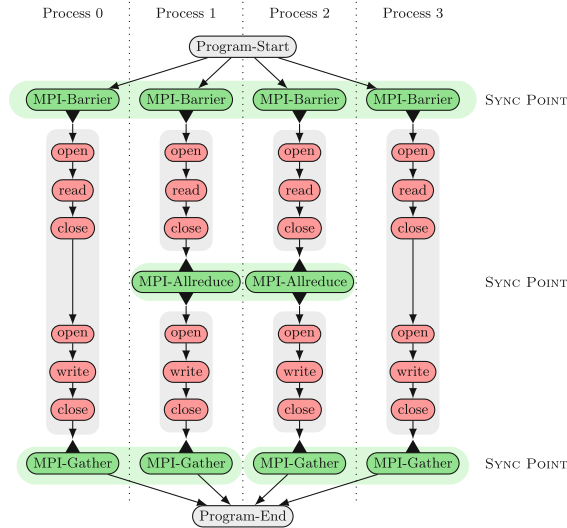 Process 0 Process 1 Process 2 Process 3
Program-Start
MPI-Barrier MPI-Barrier MPI-Barrier MPI-Barrier SYNC POINT
open open open open
read read read read
close close close close
MPI-Allreduce MPI-Allreduce SYNC POINT
open open open open
write write write write
close close close close
MPI-Gather MPI-Gather MPI-Gather MPI-Gather SYNC POINT
Program-End